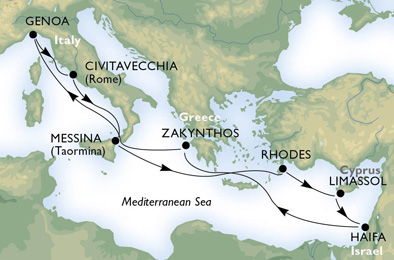 GENOA
Italy
CIVITAVECCHIA
(Rome)
MESSINA
(Taormina)
Greece
ZAKYNTHOS
RHODES
Cyprus
LIMASSOL
Mediterranean Sea
HAIFA
Israel